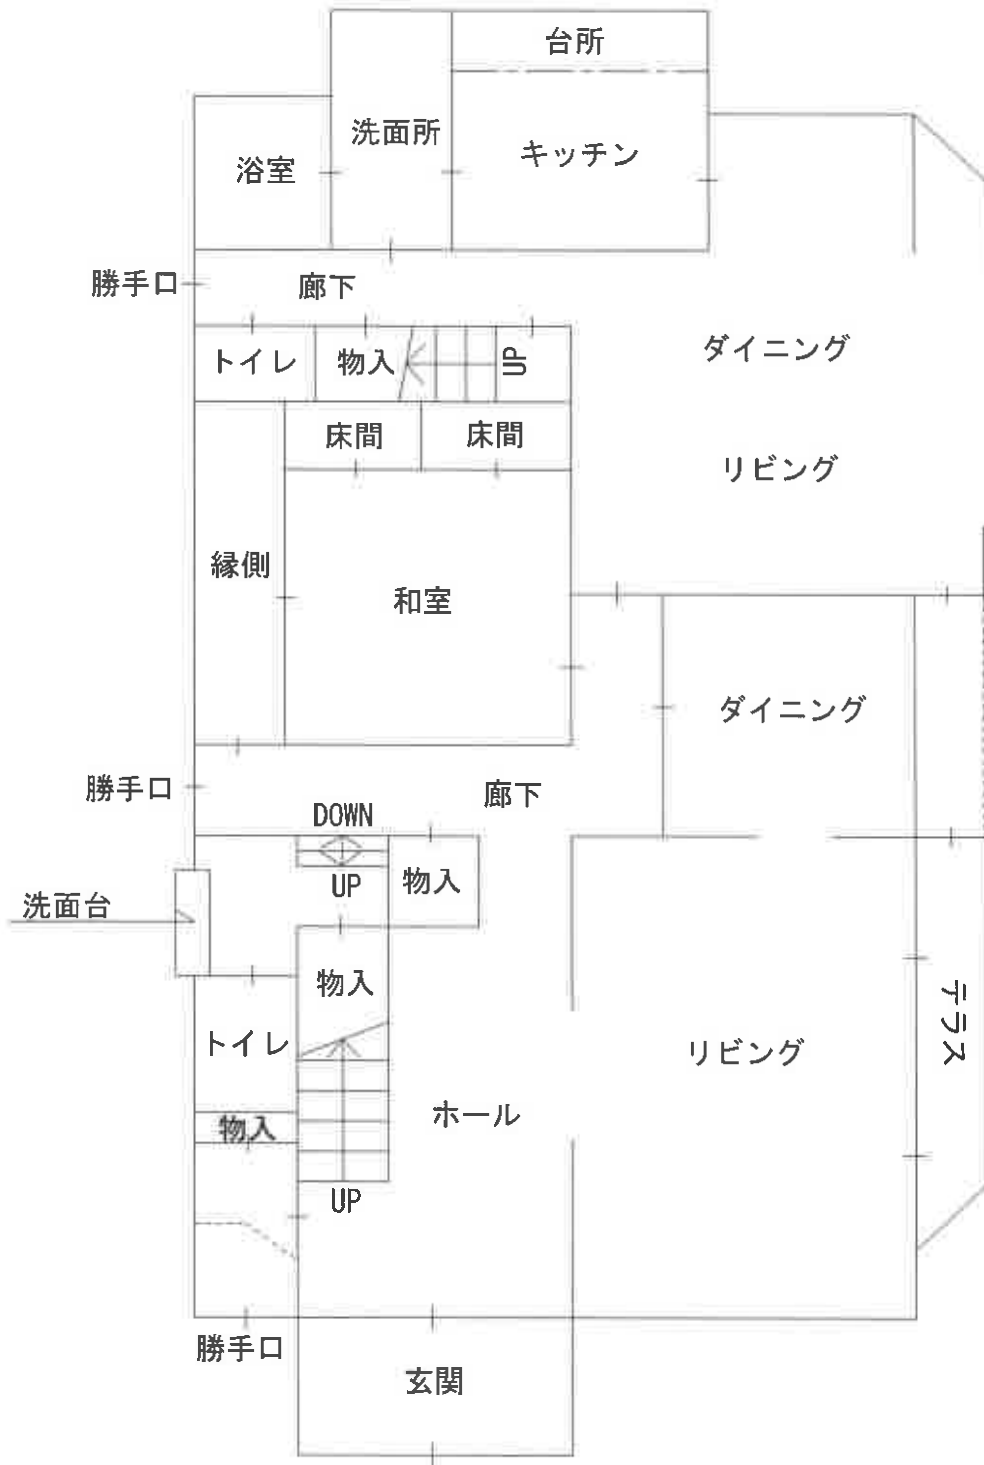 台所
洗面所
キッチン
浴室
勝手口
廊下
トイレ
物入
UP
ダイニング
床間
床間
リビング
縁側
和室
ダイニング
勝手口
廊下
DOWN
UP
物入
洗面台
物入
トイレ
リビング
テラス
ホール
物入
UP
勝手口
玄関